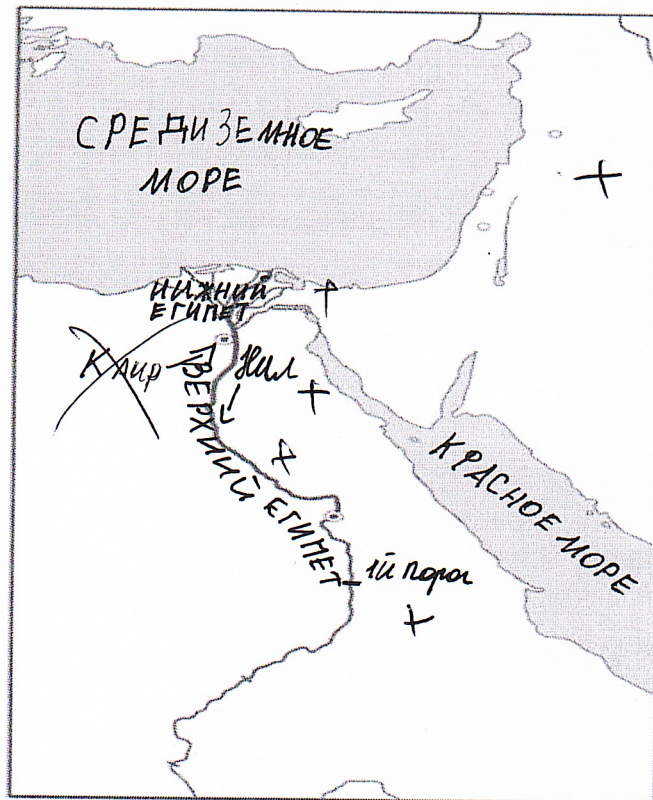 СРЕДИЗЕМНОЕ
МОРЕ
НИЖНИЙ
ЕГИПЕТ
Каир
Нил
ВЕРХНИЙ ЕГИПЕТ
КРАСНОЕ МОРЕ
1й порог